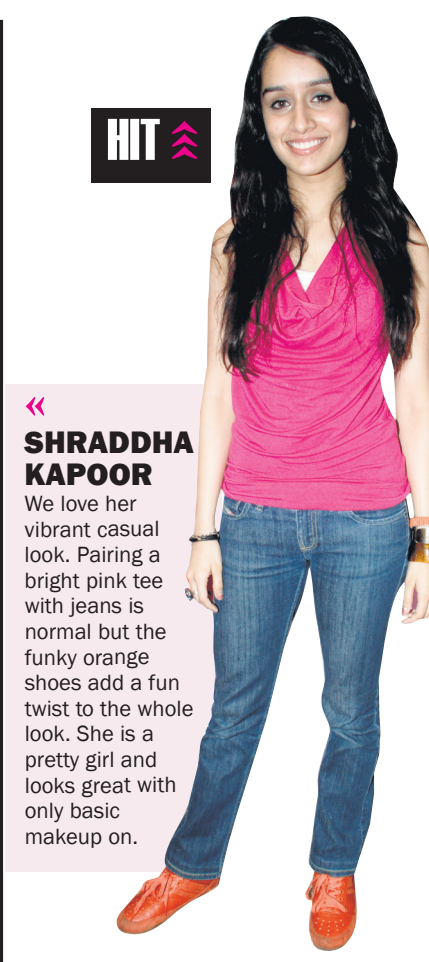 HIT
SHRADDHA
KAPOOR
We love her
vibrant casual
look. Pairing a
bright pink tee
with jeans is
normal but the
funky orange
shoes add a fun
twist to the whole
look. She is a
pretty girl and
looks great with
only basic
makeup on.